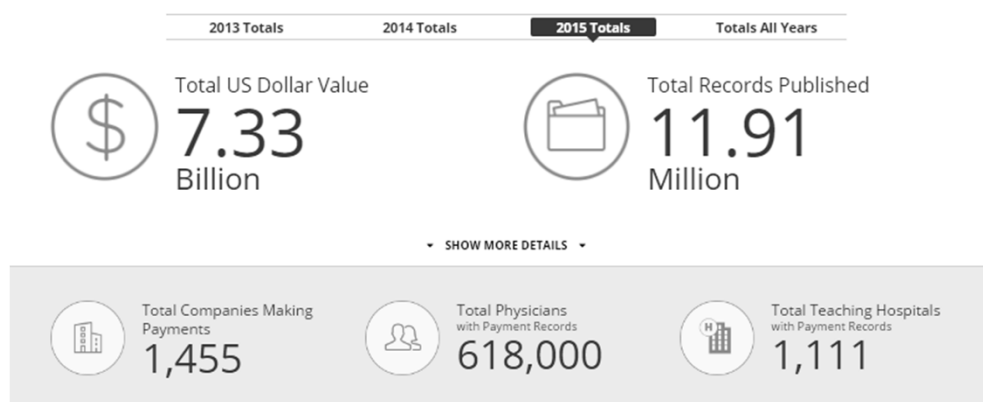 2013 Totals
2014 Totals
2015 Totals
Totals All Years
Total US Dollar Value
7.33
Billion
Total Records Published
11.91
Million
SHOW MORE DETAILS
Total Companies Making
Payments
1,455
Total Physicians
with Payment Records
618,000
H
Total Teaching Hospitals
with Payment Records
1,111